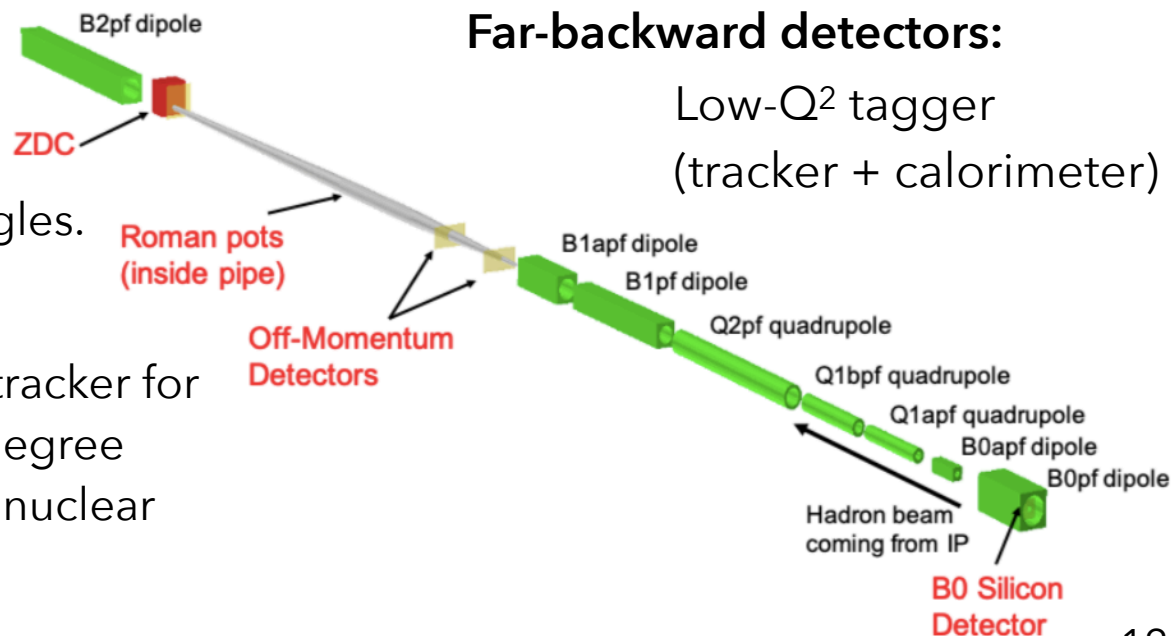 B2pf dipole
Far-backward detectors:
Low-Q² tagger
(tracker + calorimeter)
ZDC
gles.
Roman pots
(inside pipe)
B1apf dipole
B1pf dipole
Off-Momentum
Detectors
Q2pf quadrupole
tracker for
egree
nuclear
Q1bpf quadrupole
Q1apf quadrupole
B0apf dipole
B0pf dipole
Hadron beam
coming from IP
B0 Silicon
Detector